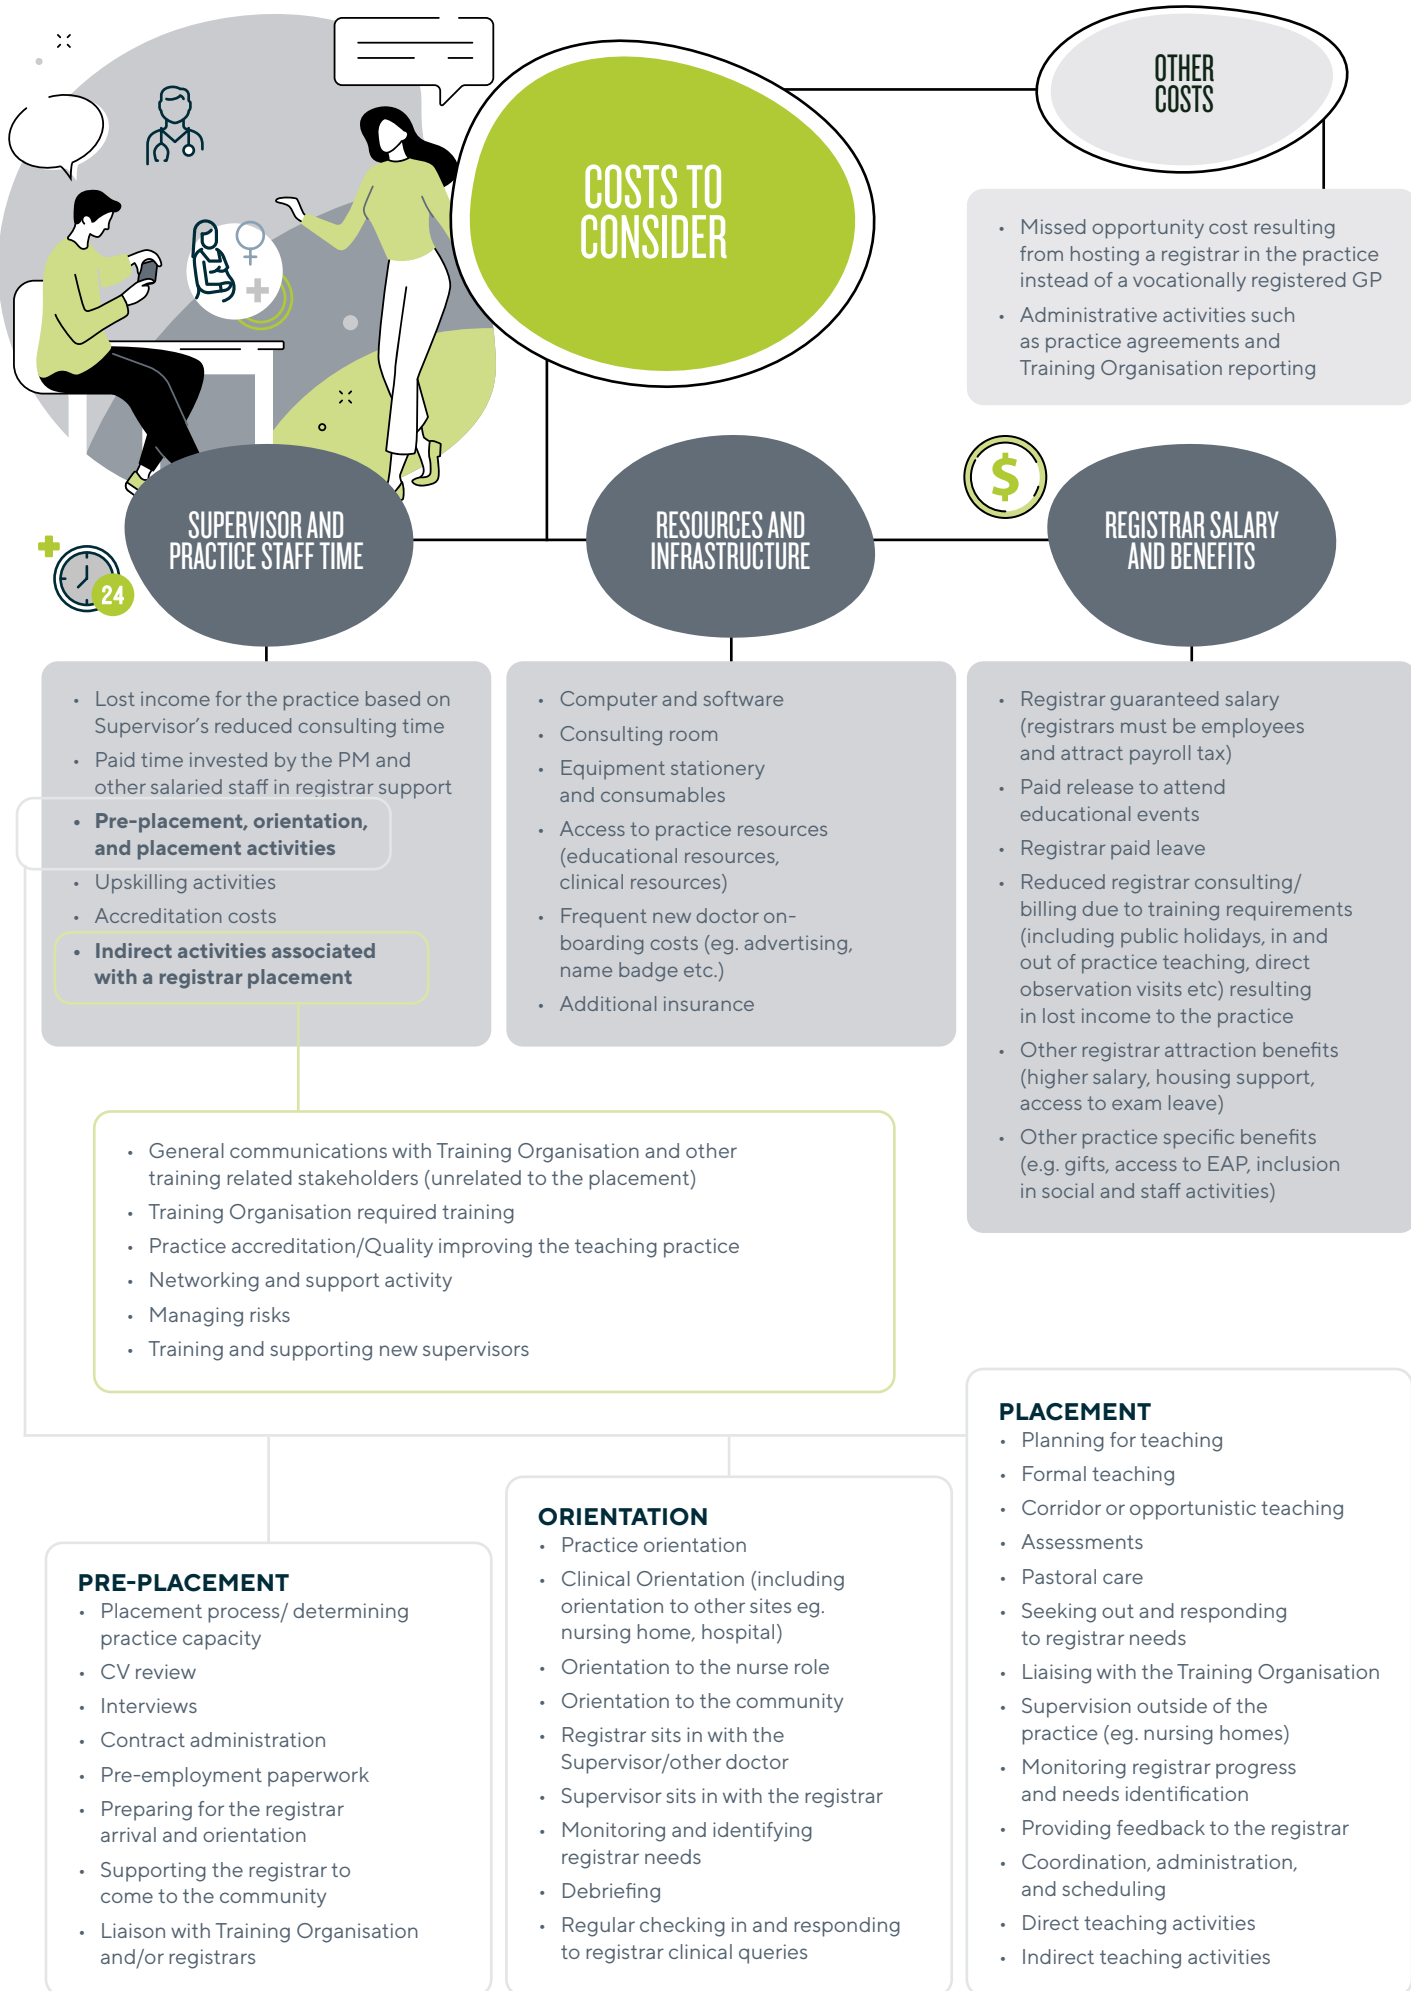 COSTS TO
CONSIDER
OTHER
COSTS
• Missed opportunity cost resulting
from hosting a registrar in the practice
instead of a vocationally registered GP
• Administrative activities such
as practice agreements and
Training Organisation reporting
24
SUPERVISOR AND
PRACTICE STAFF TIME
• Lost income for the practice based on
Supervisor's reduced consulting time
• Paid time invested by the PM and
other salaried staff in registrar support
• Pre-placement, orientation,
and placement activities
• Upskilling activities
• Accreditation costs
• Indirect activities associated
with a registrar placement
RESOURCES AND
INFRASTRUCTURE
• Computer and software
• Consulting room
• Equipment stationery
and consumables
• Access to practice resources
(educational resources,
clinical resources)
• Frequent new doctor on-
boarding costs (eg. advertising,
name badge etc.)
• Additional insurance
$
REGISTRAR SALARY
AND BENEFITS
• Registrar guaranteed salary
(registrars must be employees
and attract payroll tax)
• Paid release to attend
educational events
• Registrar paid leave
• Reduced registrar consulting/
billing due to training requirements
(including public holidays, in and
out of practice teaching, direct
observation visits etc) resulting
in lost income to the practice
• Other registrar attraction benefits
(higher salary, housing support,
access to exam leave)
• Other practice specific benefits
(e.g. gifts, access to EAP, inclusion
in social and staff activities)
• General communications with Training Organisation and other
training related stakeholders (unrelated to the placement)
• Training Organisation required training
• Practice accreditation/Quality improving the teaching practice
• Networking and support activity
• Managing risks
• Training and supporting new supervisors
PRE-PLACEMENT
• Placement process/ determining
practice capacity
• CV review
• Interviews
• Contract administration
• Pre-employment paperwork
• Preparing for the registrar
arrival and orientation
• Supporting the registrar to
come to the community
• Liaison with Training Organisation
and/or registrars
ORIENTATION
• Practice orientation
• Clinical Orientation (including
orientation to other sites eg.
nursing home, hospital)
• Orientation to the nurse role
• Orientation to the community
• Registrar sits in with the
Supervisor/other doctor
• Supervisor sits in with the registrar
• Monitoring and identifying
registrar needs
• Debriefing
• Regular checking in and responding
to registrar clinical queries
PLACEMENT
• Planning for teaching
• Formal teaching
• Corridor or opportunistic teaching
• Assessments
• Pastoral care
• Seeking out and responding
to registrar needs
• Liaising with the Training Organisation
• Supervision outside of the
practice (eg. nursing homes)
• Monitoring registrar progress
and needs identification
• Providing feedback to the registrar
• Coordination, administration,
and scheduling
• Direct teaching activities
• Indirect teaching activities